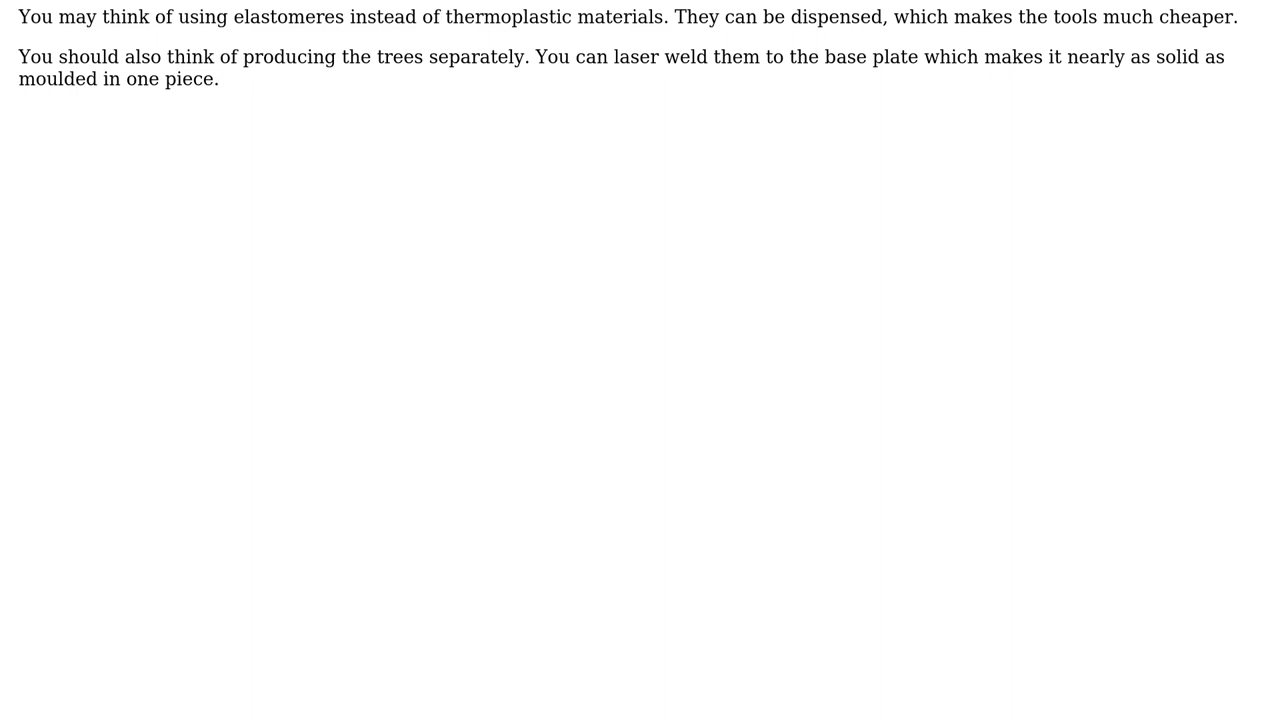 You may think of using elastomeres instead of thermoplastic materials. They can be dispensed, which makes the tools much cheaper.
You should also think of producing the trees separately. You can laser weld them to the base plate which makes it nearly as solid as
moulded in one piece.